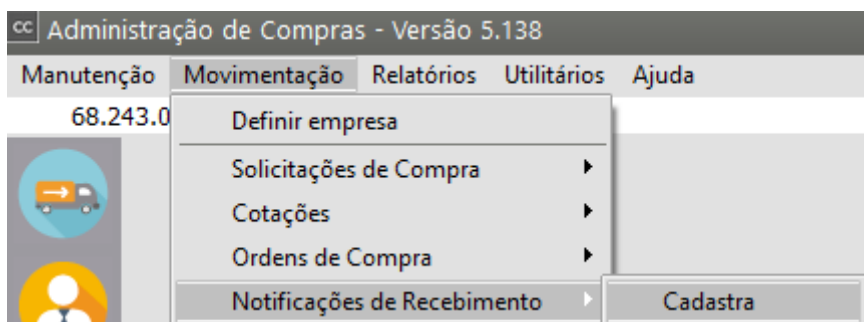 cc Administração de Compras - Versão 5.138
Manutenção Movimentação Relatórios Utilitários Ajuda
68.243.0
Definir empresa
Solicitações de Compra
Cotações
Ordens de Compra
Notificações de Recebimento Cadastra